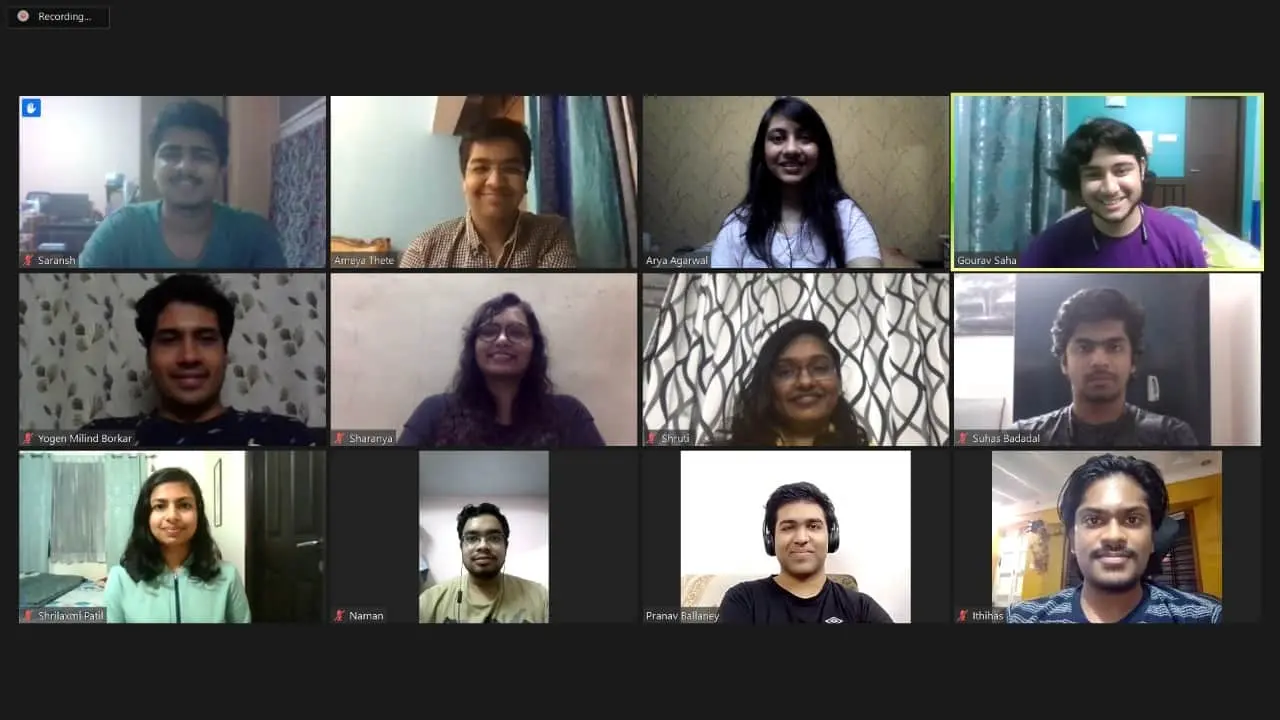 Recording...
Saransh
Ameya Thete
Arya Agarwal
Gourav Saha
Yogen Milind Borkar
Sharanya
Shruti
Suhas Badadal
Shrilaxmi Patil
Naman
Pranav Ballaney
Ithihas